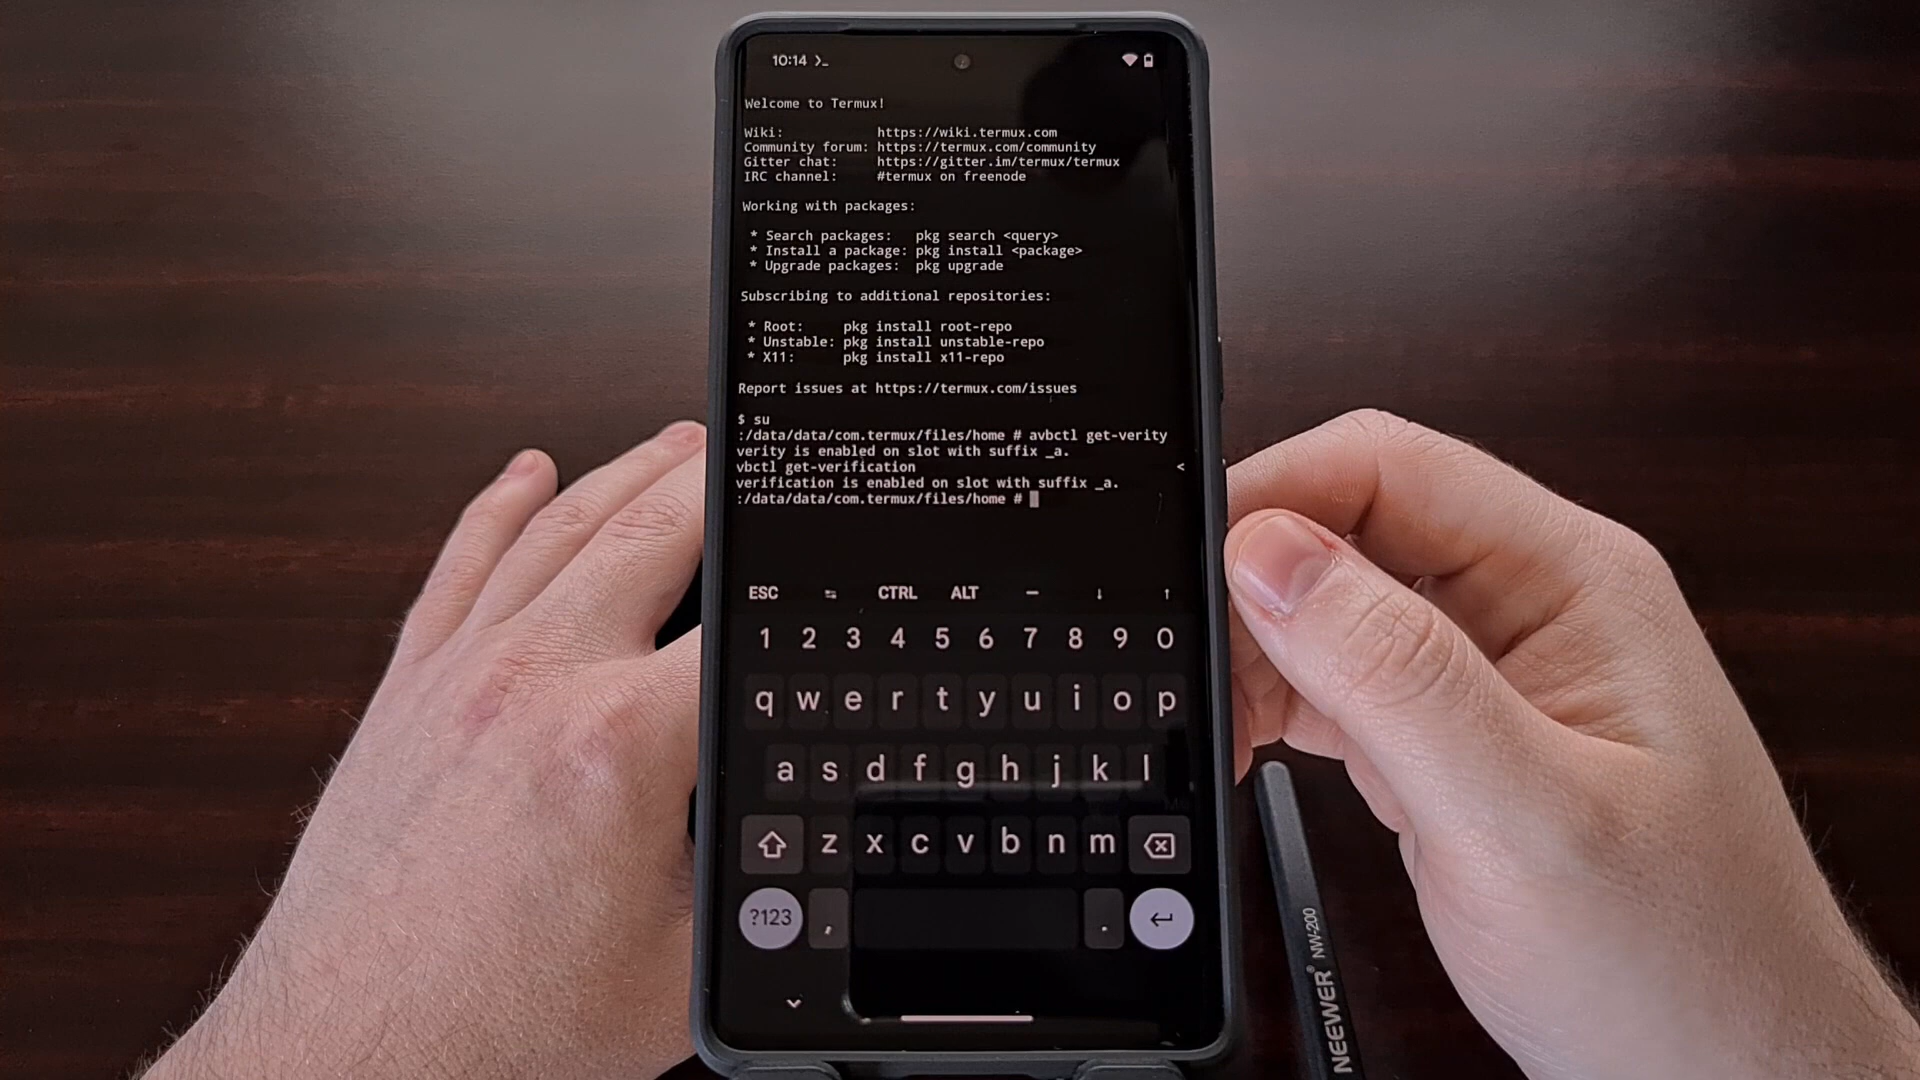 10:14 >_
Welcome to Termux!
Wiki: https://wiki.termux.com
Community forum: https://termux.com/community
Gitter chat: https://gitter.im/termux/termux
IRC channel: #termux on freenode
Working with packages:
* Search packages: pkg search <query>
* Install a package: pkg install <package>
* Upgrade packages: pkg upgrade
Subscribing to additional repositories:
* Root: pkg install root-repo
* Unstable: pkg install unstable-repo
* X11: pkg install x11-repo
Report issues at https://termux.com/issues
$ su
:/data/data/com.termux/files/home # avbctl get-verity
verity is enabled on slot with suffix _a.
vbctl get-verification <
verification is enabled on slot with suffix _a.
:/data/data/com.termux/files/home #
ESC ⇆ CTRL ALT – ↓ ↑
1 2 3 4 5 6 7 8 9 0
q w e r t y u i o p
a s d f g h j k l
z x c v b n m
?123 , .
NEEWER® NW-200